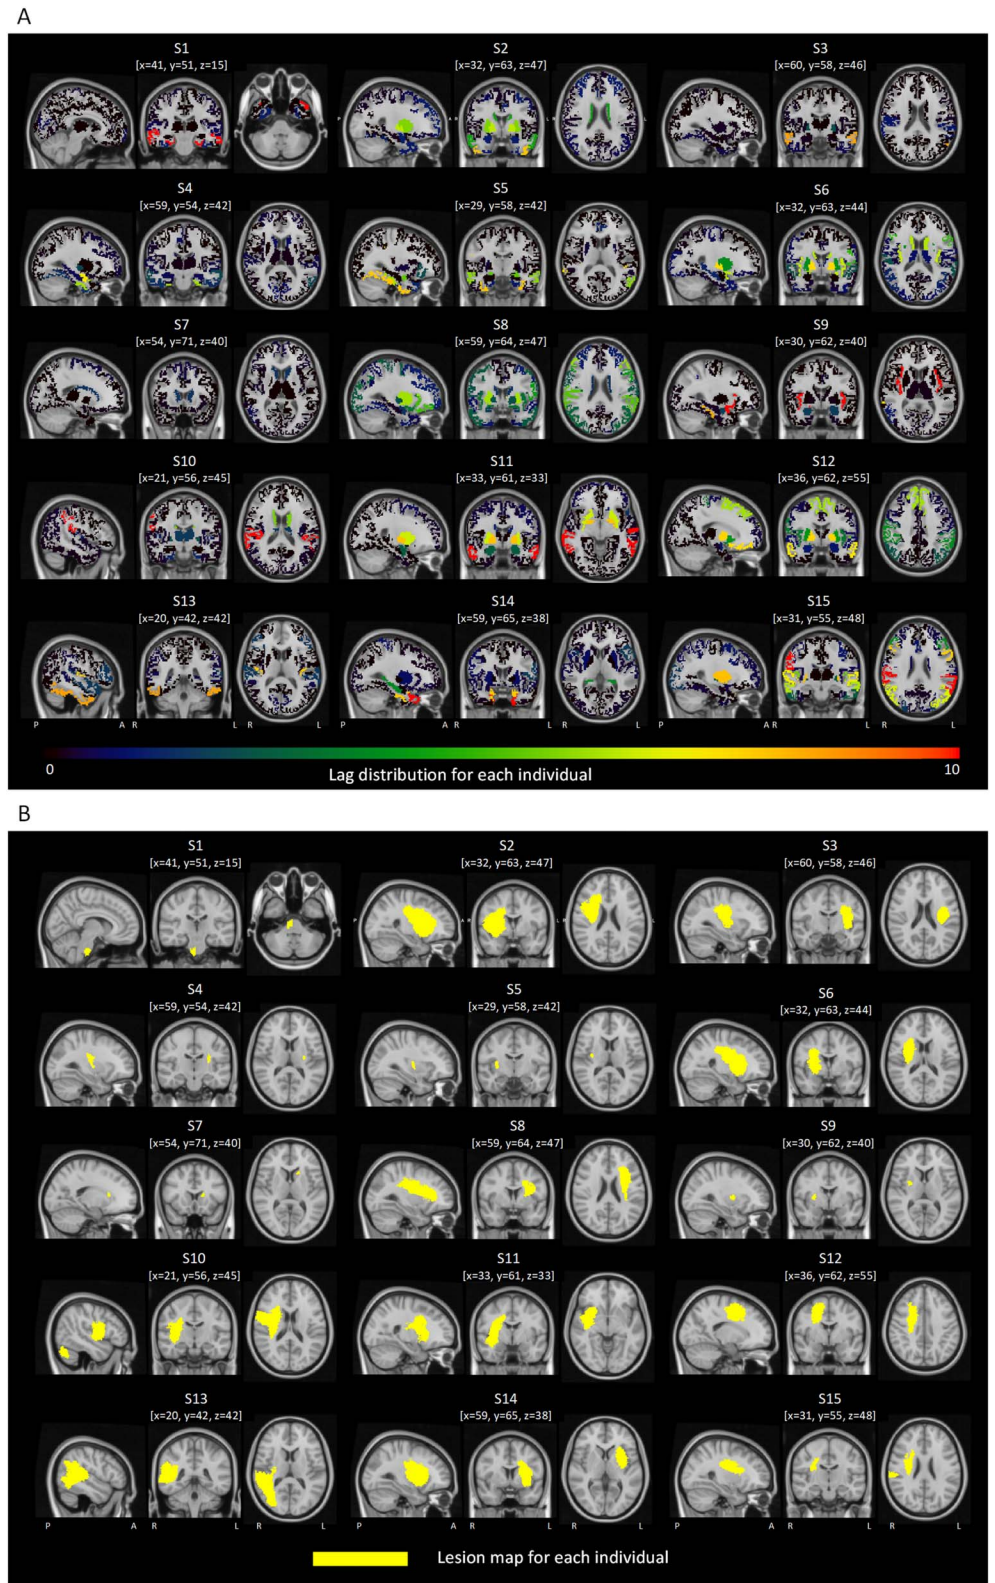 A
S1 S2 S3
[x=41, y=51, z=15] [x=32, y=63, z=47] [x=60, y=58, z=46]
P A R L
S4 S5 S6
[x=59, y=54, z=42] [x=29, y=58, z=42] [x=32, y=63, z=44]
S7 S8 S9
[x=54, y=71, z=40] [x=59, y=64, z=47] [x=30, y=62, z=40]
S10 S11 S12
[x=21, y=56, z=45] [x=33, y=61, z=33] [x=36, y=62, z=55]
S13 S14 S15
[x=20, y=42, z=42] [x=59, y=65, z=38] [x=31, y=55, z=48]
P A R L R L P A R L R L P A R L R L
0 10
Lag distribution for each individual
B
S1 S2 S3
[x=41, y=51, z=15] [x=32, y=63, z=47] [x=60, y=58, z=46]
P A R L R L
S4 S5 S6
[x=59, y=54, z=42] [x=29, y=58, z=42] [x=32, y=63, z=44]
S7 S8 S9
[x=54, y=71, z=40] [x=59, y=64, z=47] [x=30, y=62, z=40]
S10 S11 S12
[x=21, y=56, z=45] [x=33, y=61, z=33] [x=36, y=62, z=55]
S13 S14 S15
[x=20, y=42, z=42] [x=59, y=65, z=38] [x=31, y=55, z=48]
P A R L R L P A R L R L P A R L R L
Lesion map for each individual